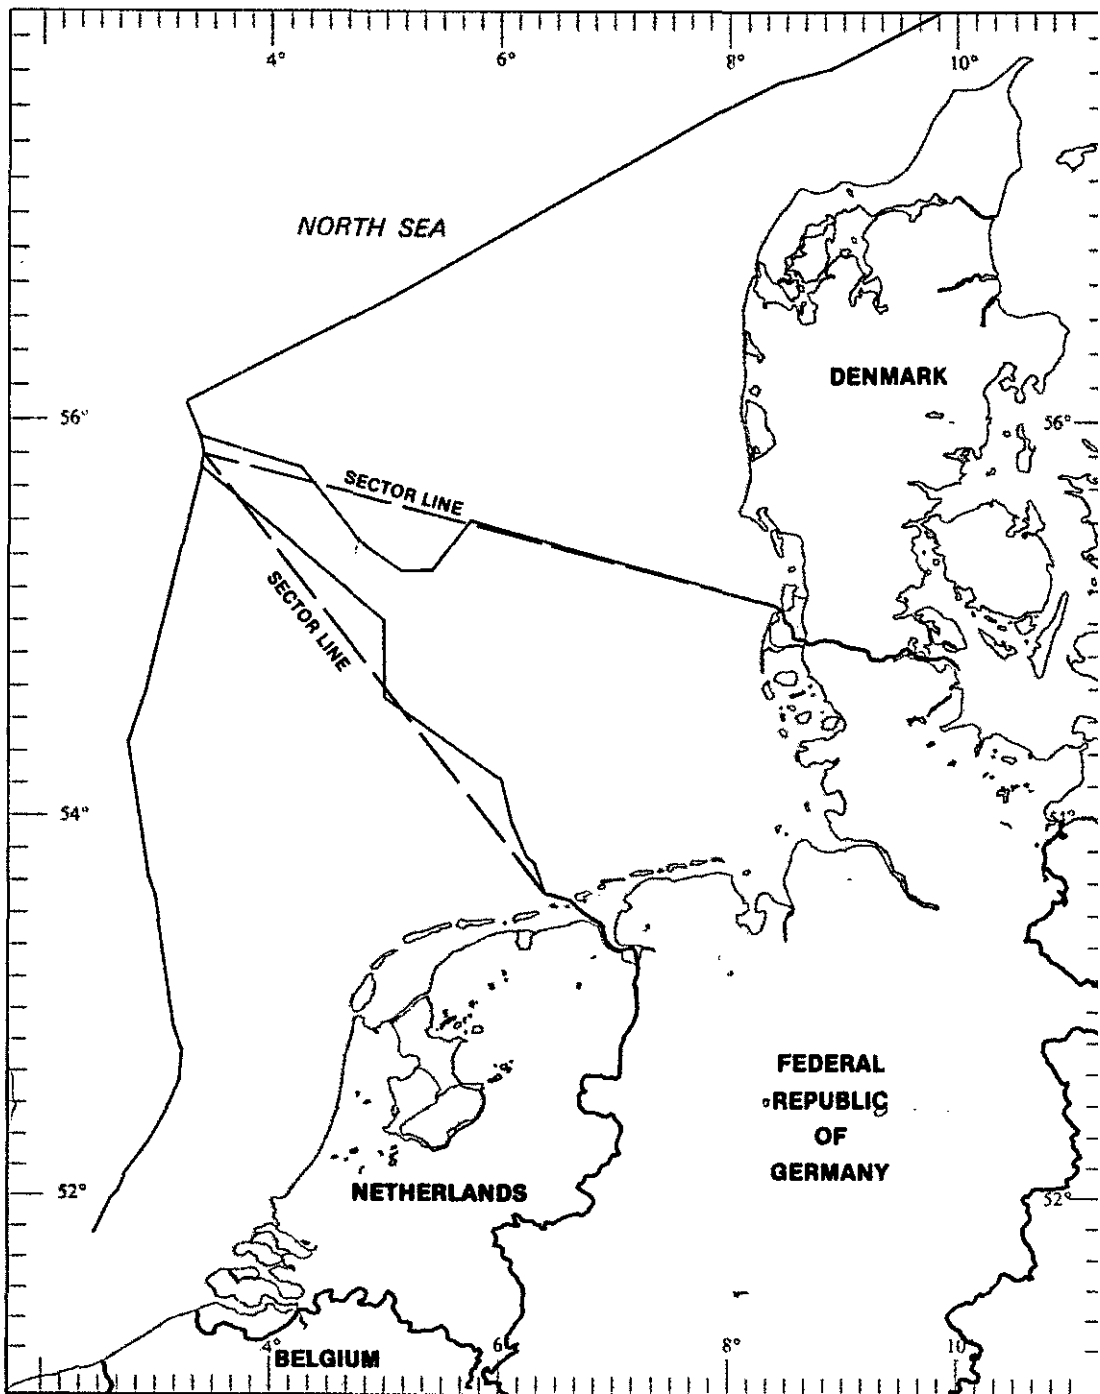 4° 6° 8° 10°
NORTH SEA
DENMARK
56° 56°
SECTOR LINE
SECTOR LINE
54°
FEDERAL
REPUBLIC
OF
GERMANY
52° NETHERLANDS 52°
4° 6° 8° 10
BELGIUM